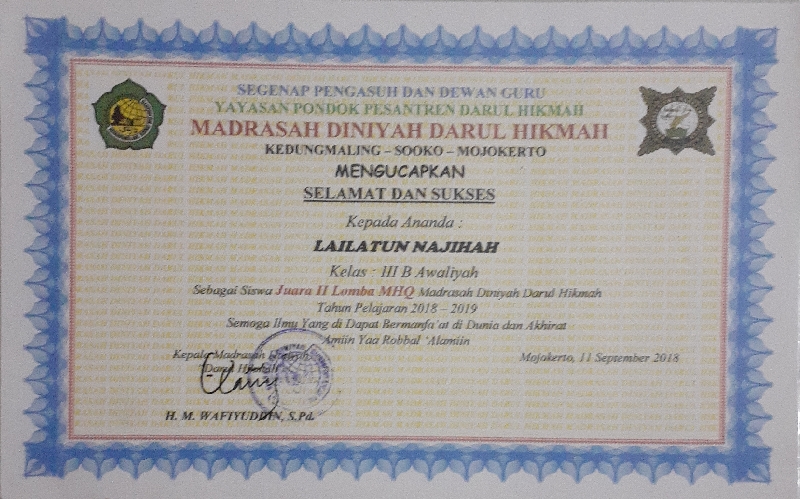 SEGENAP PENGASUH DAN DEWAN GURU
YAYASAN PONDOK PESANTREN DARUL HIKMAH
MADRASAH DINIYAH DARUL HIKMAH
KEDUNGMALING – SOOKO – MOJOKERTO
MENGUCAPKAN
SELAMAT DAN SUKSES
Kepada Ananda :
LAILATUN NAJIHAH
Kelas : III B Awaliyah
Sebagai Siswa Juara II Lomba MHQ Madrasah Diniyah Darul Hikmah
Tahun Pelajaran 2018 – 2019
Semoga Ilmu Yang di Dapat Bermanfa'at di Dunia dan Akhirat
Amiin Yaa Robbal 'Alamiin
Kepala Madrasah Diniyah
Darul Hikmah
Mojokerto, 11 September 2018
H. M. WAFIYUDDIN, S.Pd.